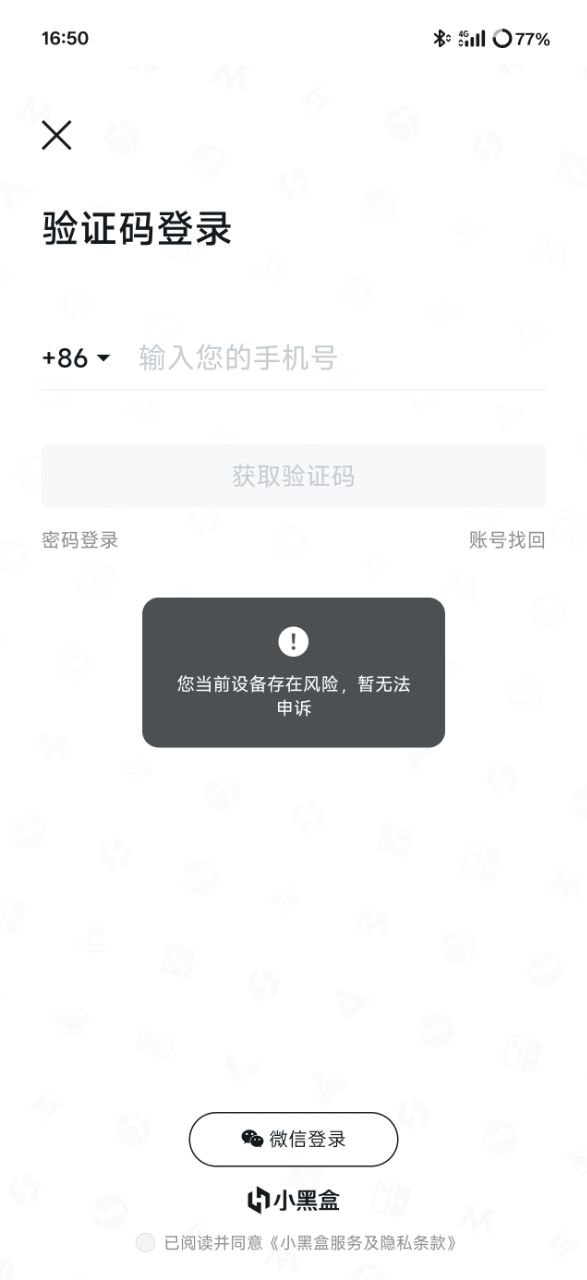 16:50
4G
77%
验证码登录
+86
输入您的手机号
获取验证码
密码登录
账号找回
您当前设备存在风险，暂无法
申诉
微信登录
小黑盒
已阅读并同意《小黑盒服务及隐私条款》